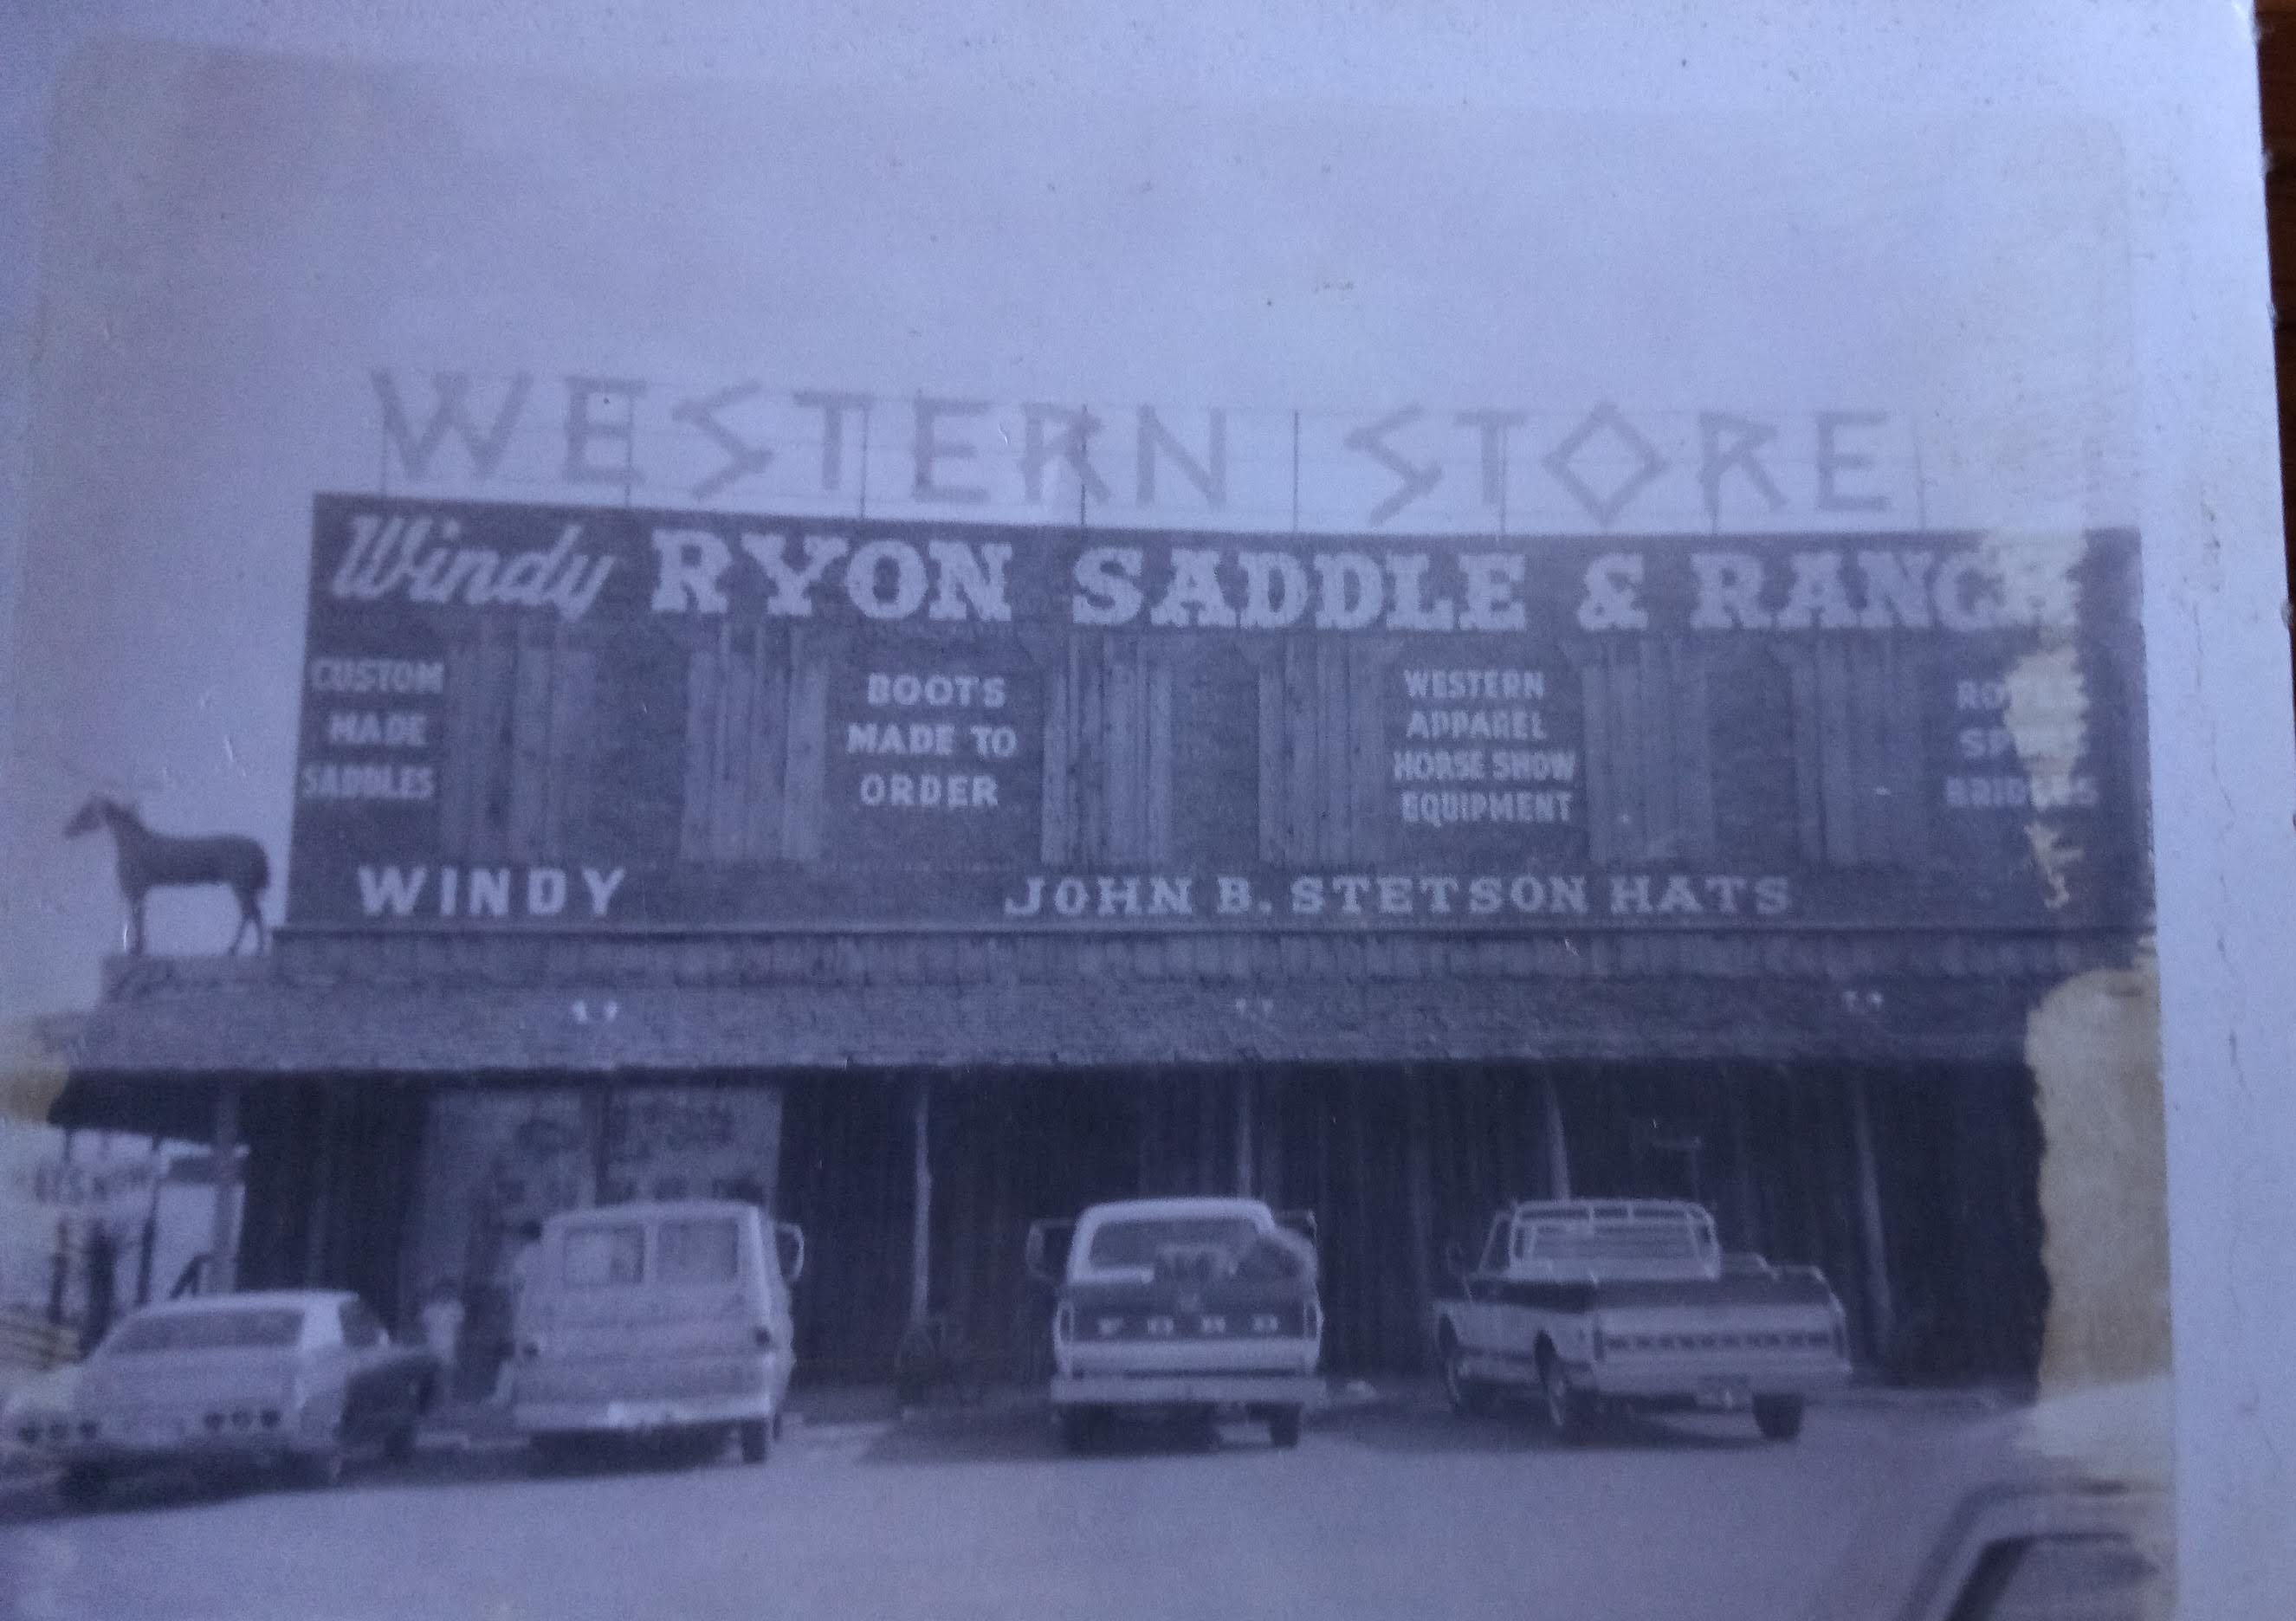 WESTERN STORE
Windy RYON SADDLE & RANCH
CUSTOM
MADE
SADDLES
BOOTS
MADE TO
ORDER
WESTERN
APPAREL
HORSE SHOW
EQUIPMENT
BRIDLES
WINDY
JOHN B. STETSON HATS
FORD